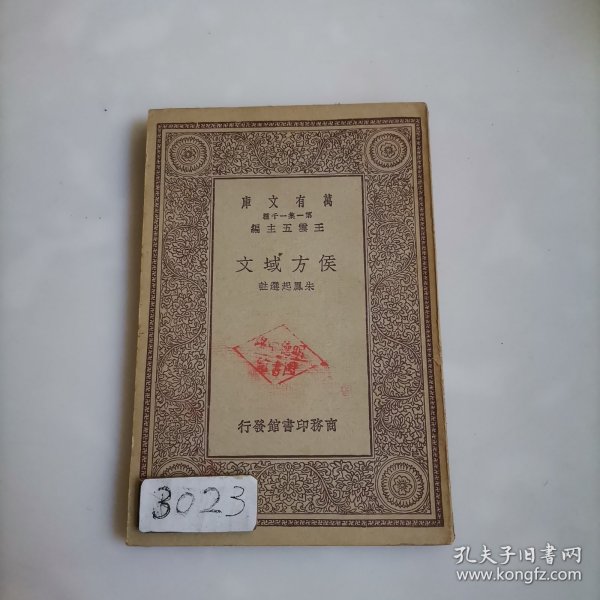 萬有文庫
第一集一千種
王雲五主編
侯方域文
朱鳳起選註
商務印書館發行
3023
孔夫子旧书网
www.kongfz.com